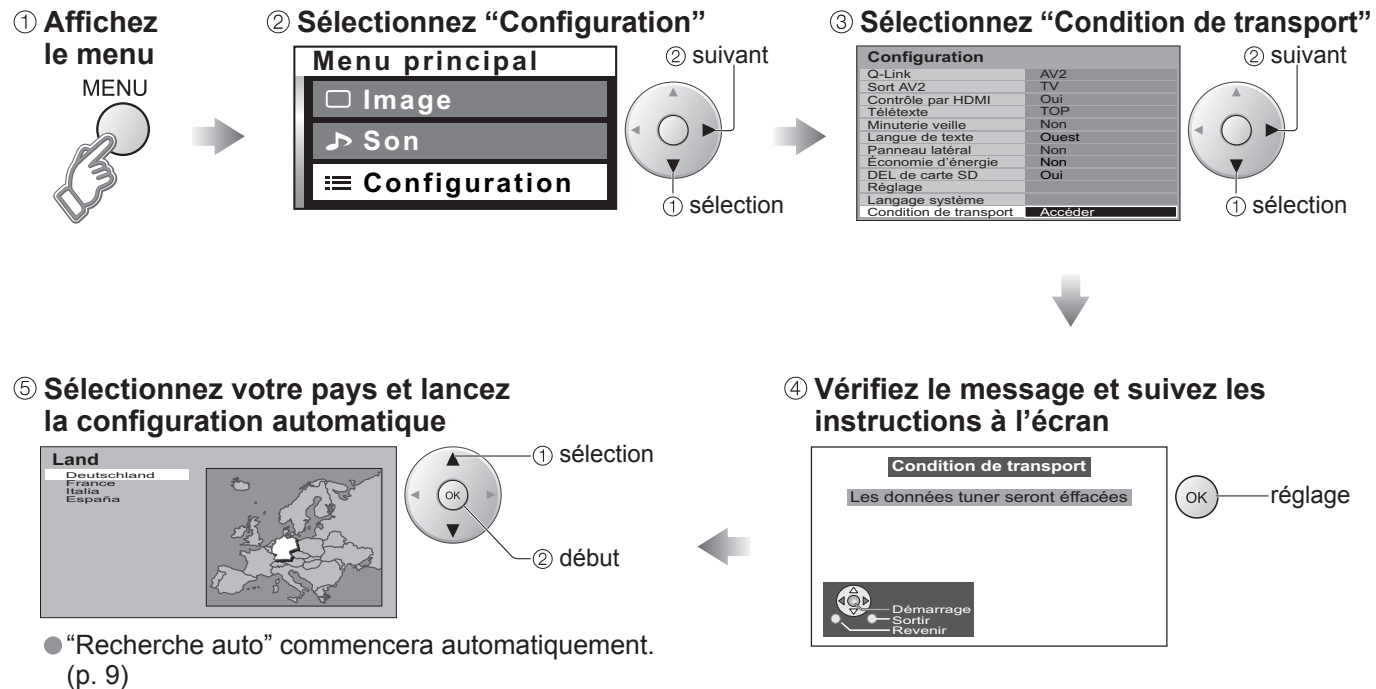 ① Affichez
le menu
MENU
② Sélectionnez “Configuration”
Menu principal
Image
Son
Configuration
② suivant
① sélection
③ Sélectionnez “Condition de transport”
Configuration
Q-Link AV2
Sort AV2 TV
Contrôle par HDMI Oui
Télétexte TOP
Minuterie veille Non
Langue de texte Ouest
Panneau latéral Non
Économie d’énergie Non
DEL de carte SD Oui
Réglage
Langage système
Condition de transport Accéder
② suivant
① sélection
④ Vérifiez le message et suivez les
instructions à l’écran
Condition de transport
Les données tuner seront éffacées
Démarrage
Sortir
Revenir
OK
réglage
⑤ Sélectionnez votre pays et lancez
la configuration automatique
Land
Deutschland
France
Italia
España
① sélection
OK
② début
● “Recherche auto” commencera automatiquement.
(p. 9)